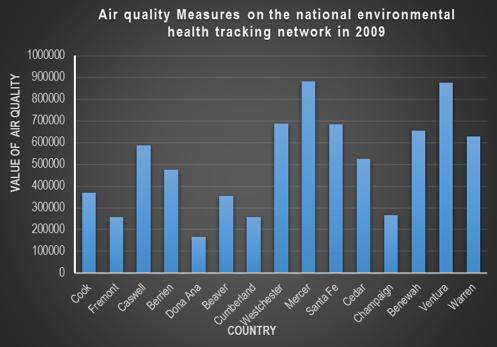 Air quality Measures on the national environmental
health tracking network in 2009
VALUE OF AIR QUALITY
1000000
900000
800000
700000
600000
500000
400000
300000
200000
100000
0
Cook
Fremont
Caswell
Berrien
Dona Ana
Beaver
Cumberland
Westchester
Mercer
Santa Fe
Cedar
Champaign
Benewah
Ventura
Warren
COUNTRY